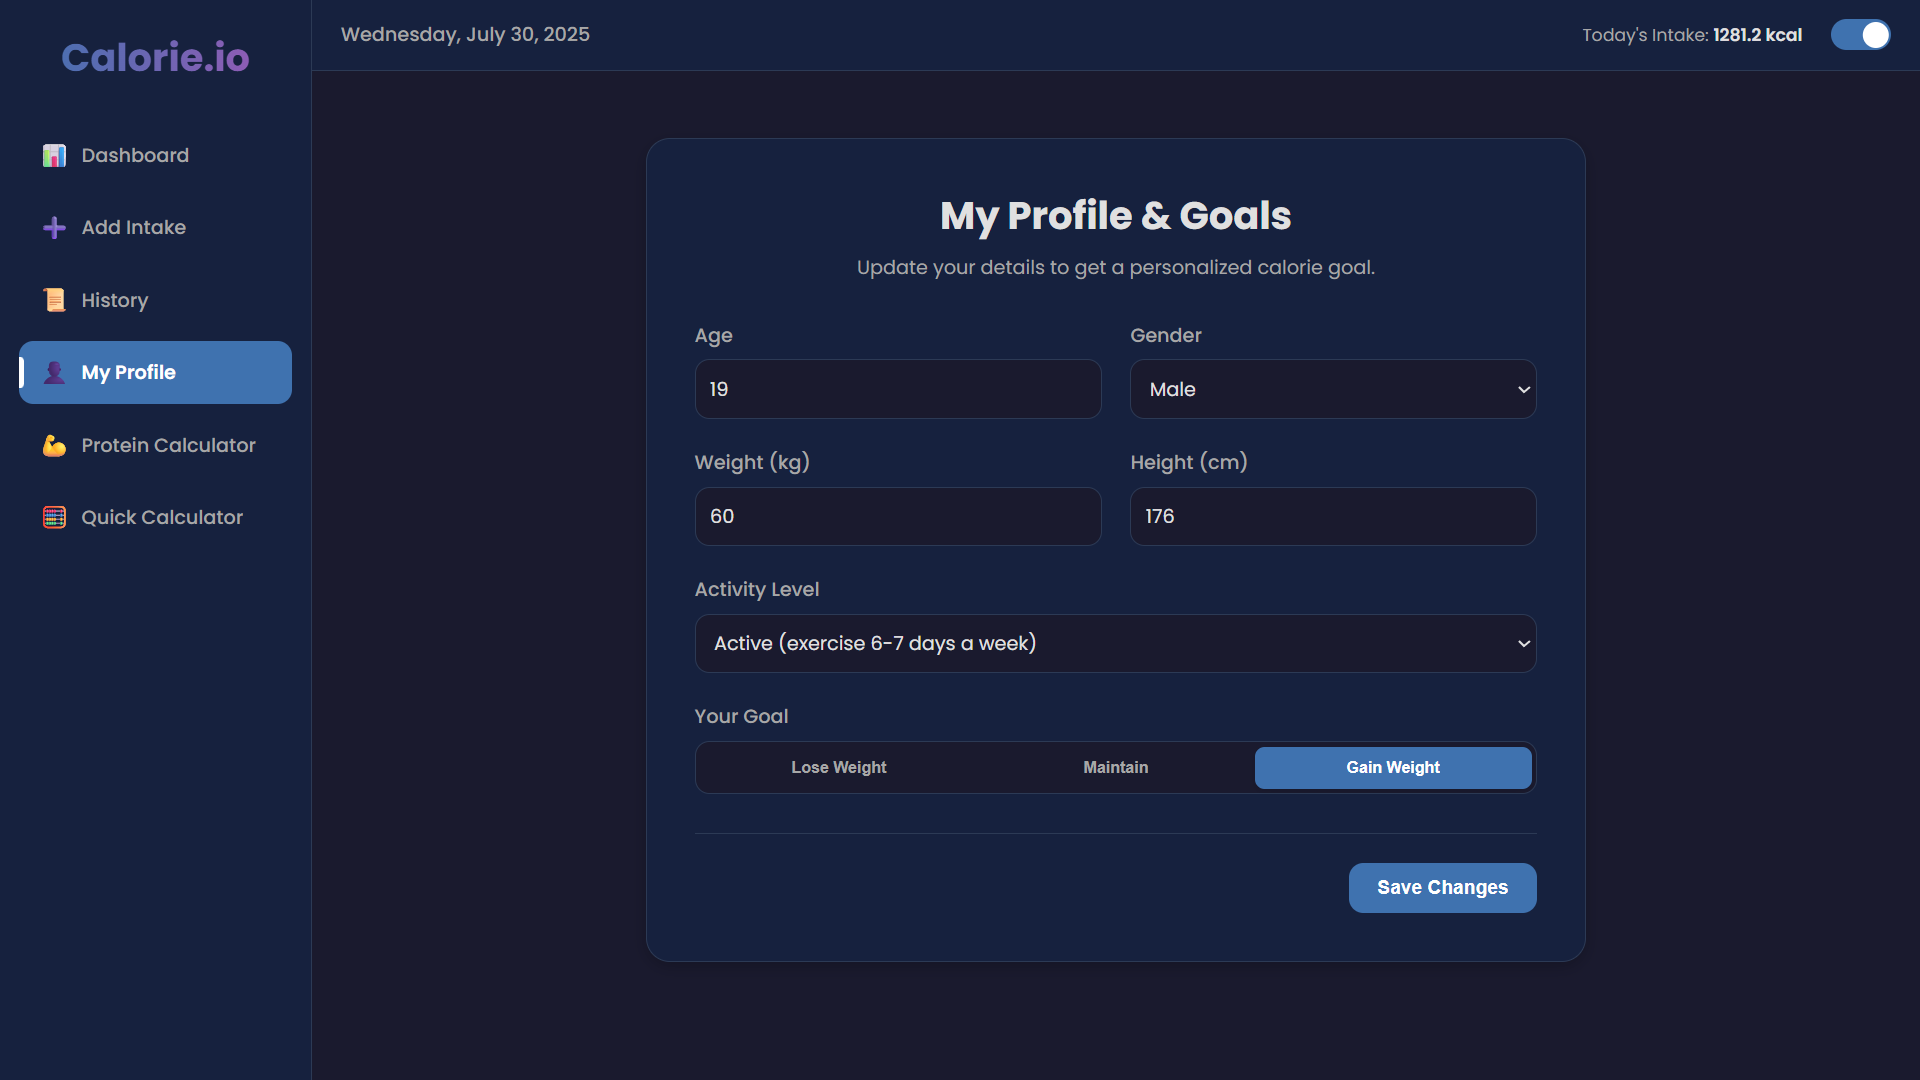 Calorie.io
Dashboard
Add Intake
History
My Profile
Protein Calculator
Quick Calculator
Wednesday, July 30, 2025
Today's Intake: 1281.2 kcal
My Profile & Goals
Update your details to get a personalized calorie goal.
Age
Gender
19
Male
Weight (kg)
Height (cm)
60
176
Activity Level
Active (exercise 6-7 days a week)
Your Goal
Lose Weight
Maintain
Gain Weight
Save Changes